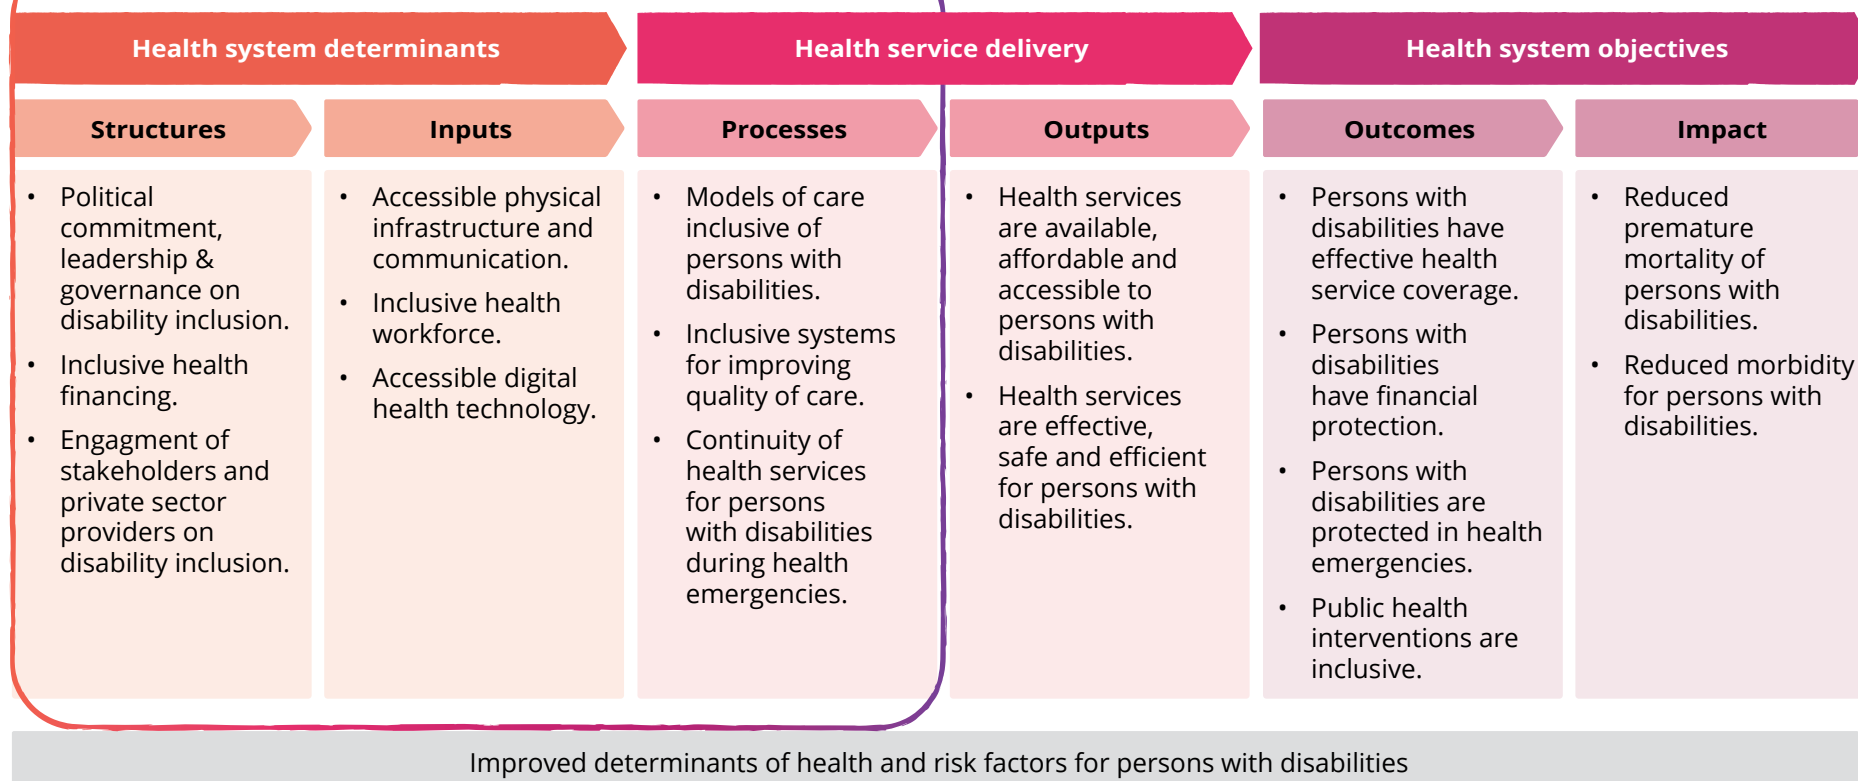 Health system determinants
Health service delivery
Health system objectives
Structures
Inputs
Processes
Outputs
Outcomes
Impact
• Political
commitment,
leadership &
governance on
disability inclusion.
• Inclusive health
financing.
• Engagment of
stakeholders and
private sector
providers on
disability inclusion.
• Accessible physical
infrastructure and
communication.
• Inclusive health
workforce.
• Accessible digital
health technology.
• Models of care
inclusive of
persons with
disabilities.
• Inclusive systems
for improving
quality of care.
• Continuity of
health services
for persons
with disabilities
during health
emergencies.
• Health services
are available,
affordable and
accessible to
persons with
disabilities.
• Health services
are effective,
safe and efficient
for persons with
disabilities.
• Persons with
disabilities have
effective health
service coverage.
• Persons with
disabilities
have financial
protection.
• Persons with
disabilities are
protected in health
emergencies.
• Public health
interventions are
inclusive.
• Reduced
premature
mortality of
persons with
disabilities.
• Reduced morbidity
for persons with
disabilities.
Improved determinants of health and risk factors for persons with disabilities